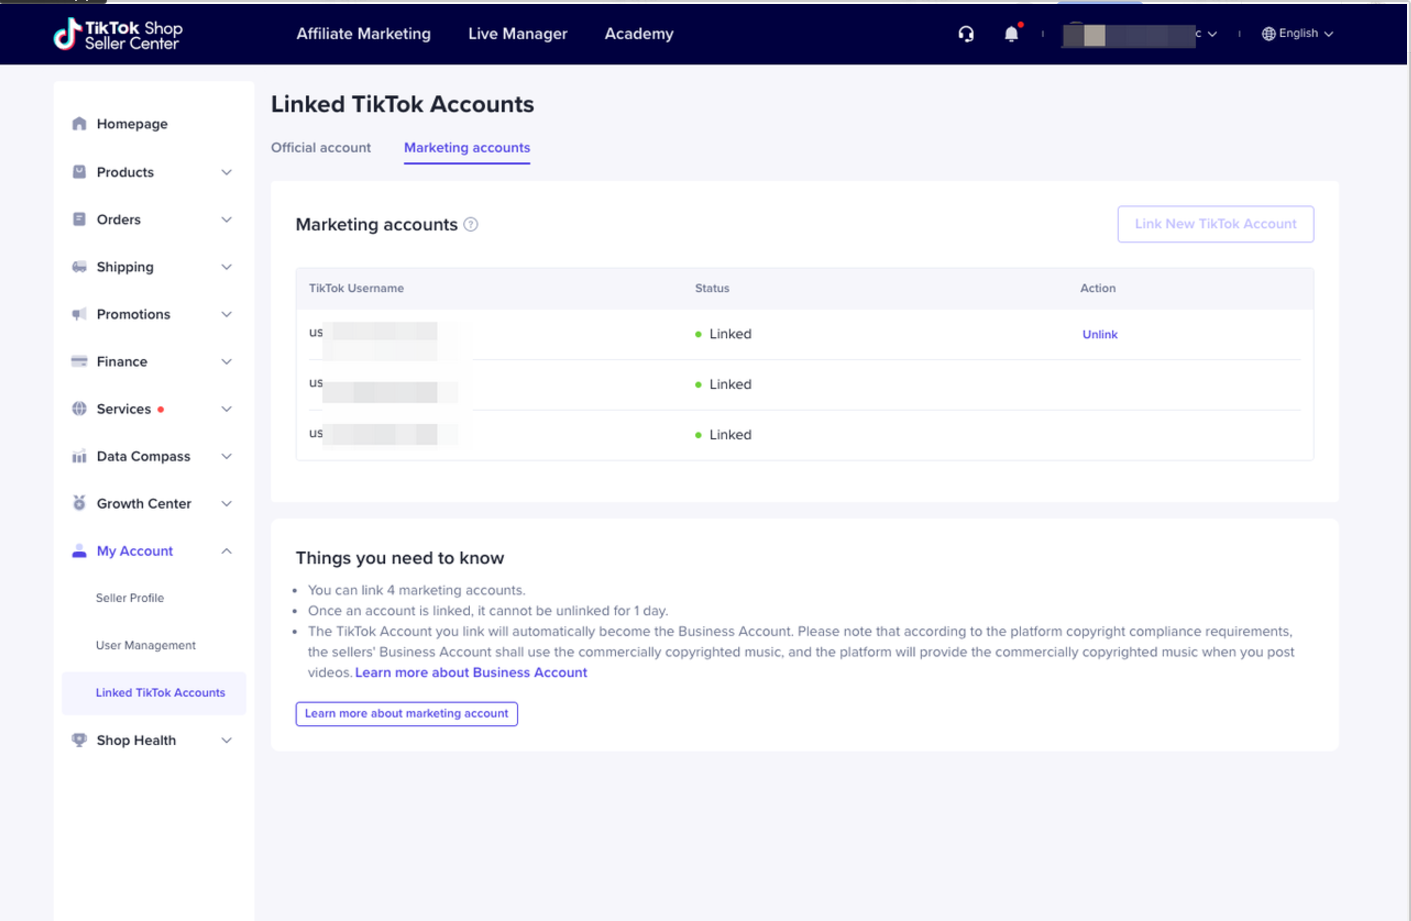 TikTok Shop
Seller Center
Affiliate Marketing
Live Manager
Academy
c
English
Homepage
Products
Orders
Shipping
Promotions
Finance
Services
Data Compass
Growth Center
My Account
Seller Profile
User Management
Linked TikTok Accounts
Shop Health
Linked TikTok Accounts
Official account
Marketing accounts
Marketing accounts ?
Link New TikTok Account
TikTok Username
Status
Action
us
Linked
Unlink
us
Linked
us
Linked
Things you need to know
• You can link 4 marketing accounts.
• Once an account is linked, it cannot be unlinked for 1 day.
• The TikTok Account you link will automatically become the Business Account. Please note that according to the platform copyright compliance requirements,
the sellers' Business Account shall use the commercially copyrighted music, and the platform will provide the commercially copyrighted music when you post
videos. Learn more about Business Account
Learn more about marketing account